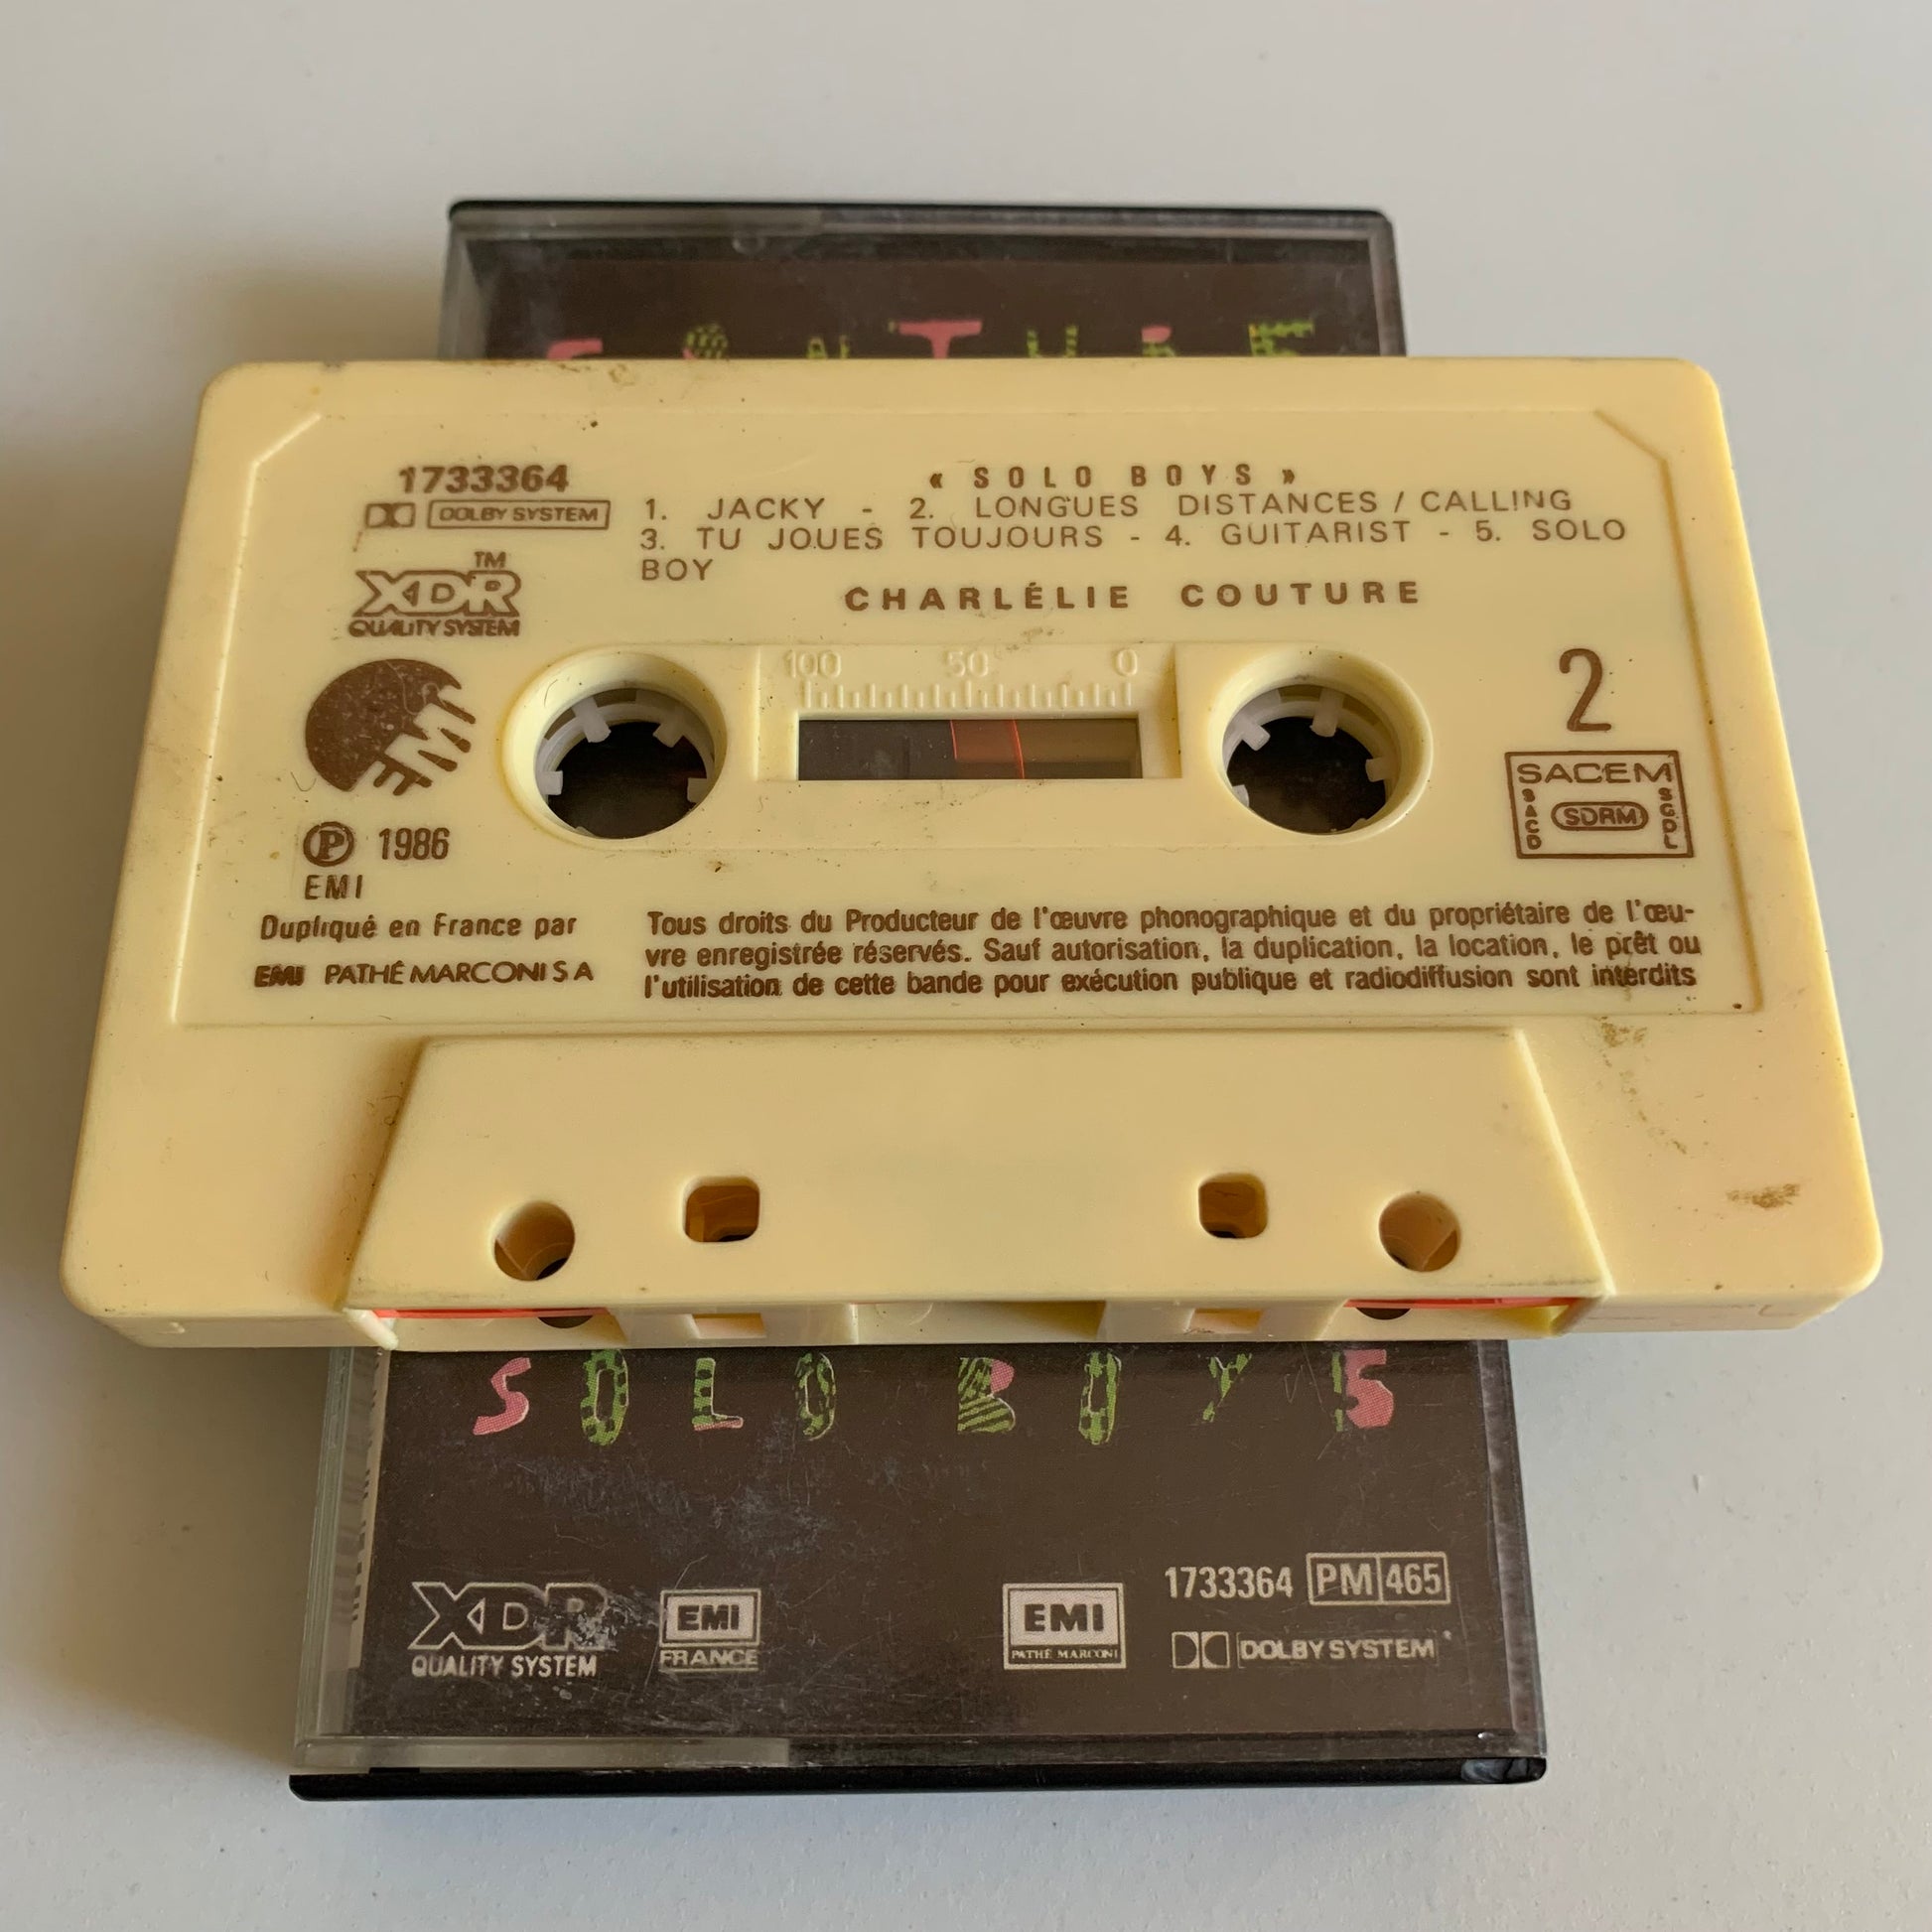 1733364
DOLBY SYSTEM
XDR™
QUALITY SYSTEM
EMI
Ⓟ 1986
EMI
Dupliqué en France par
EMI PATHÉ MARCONI S A
« SOLO BOYS »
1. JACKY - 2. LONGUES DISTANCES / CALLING
3. TU JOUES TOUJOURS - 4. GUITARIST - 5. SOLO
BOY
CHARLÉLIE COUTURE
100 50 0
2
SACEM
SACD SDRM SGDL
Tous droits du Producteur de l'œuvre phonographique et du propriétaire de l'œu-
vre enregistrée réservés. Sauf autorisation, la duplication, la location, le prêt ou
l'utilisation de cette bande pour exécution publique et radiodiffusion sont interdits
SOLO BOYS
XDR
QUALITY SYSTEM
EMI
FRANCE
EMI
PATHÉ MARCONI
1733364 PM 465
DOLBY SYSTEM